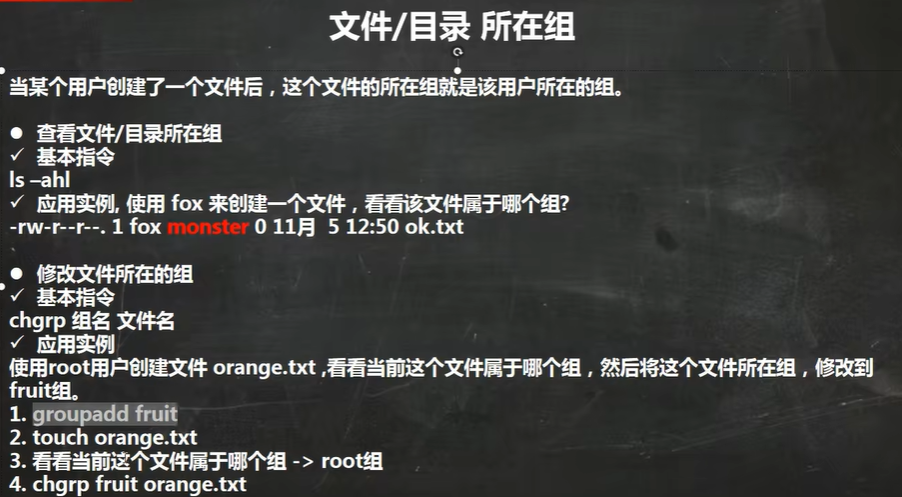 文件/目录 所在组
当某个用户创建了一个文件后，这个文件的所在组就是该用户所在的组。
● 查看文件/目录所在组
✓ 基本指令
ls –ahl
✓ 应用实例, 使用 fox 来创建一个文件，看看该文件属于哪个组?
-rw-r--r--. 1 fox monster 0 11月  5 12:50 ok.txt
● 修改文件所在的组
✓ 基本指令
chgrp 组名 文件名
✓ 应用实例
使用root用户创建文件 orange.txt ,看看当前这个文件属于哪个组，然后将这个文件所在组，修改到
fruit组。
1. groupadd fruit
2. touch orange.txt
3. 看看当前这个文件属于哪个组 -> root组
4. chgrp fruit orange.txt